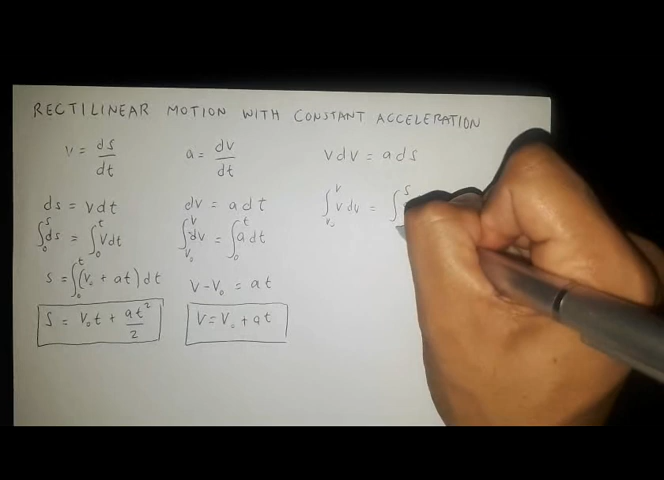 RECTILINEAR MOTION WITH CONSTANT ACCELERATION
v = ds/dt
ds = vdt
∫₀ˢ ds = ∫₀ᵗ vdt
s = ∫₀ᵗ (v₀ + at) dt
s = v₀t + at²/2
a = dv/dt
dv = adt
∫ᵥ₀ᵛ dv = ∫₀ᵗ adt
v - v₀ = at
v = v₀ + at
vdv = ads
∫ᵥ₀ᵛ vdv = ∫ˢ